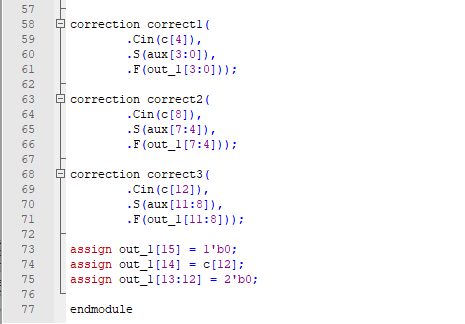 57
58 correction correct1(
59 .Cin(c[4]),
60 .S(aux[3:0]),
61 .F(out_1[3:0]));
62
63 correction correct2(
64 .Cin(c[8]),
65 .S(aux[7:4]),
66 .F(out_1[7:4]));
67
68 correction correct3(
69 .Cin(c[12]),
70 .S(aux[11:8]),
71 .F(out_1[11:8]));
72
73 assign out_1[15] = 1'b0;
74 assign out_1[14] = c[12];
75 assign out_1[13:12] = 2'b0;
76
77 endmodule